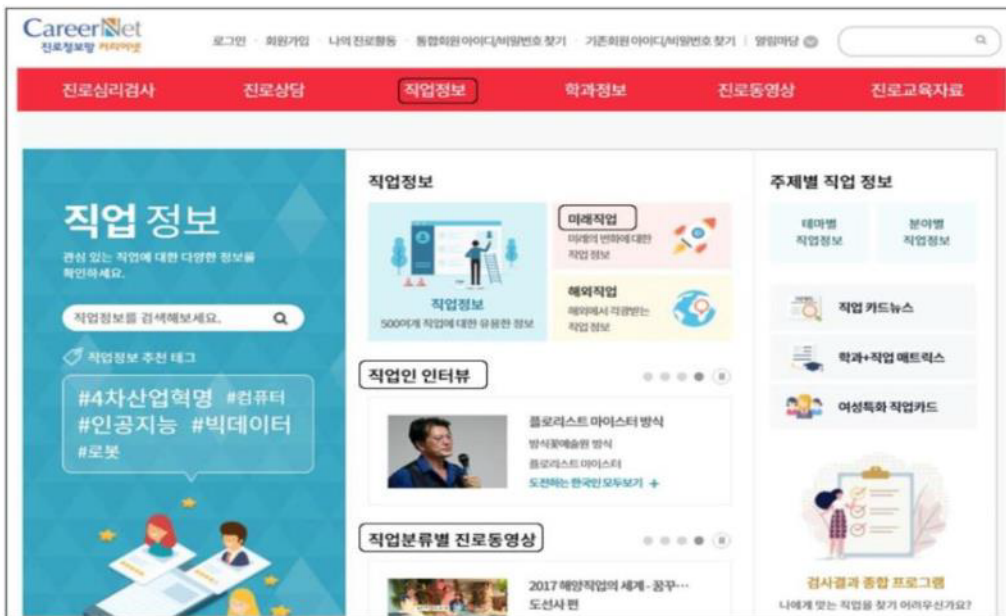 CareerNet
진로정보망 커리어넷
로그인 · 회원가입 · 나의 진로활동 · 통합회원 아이디/비밀번호 찾기 · 기존회원 아이디/비밀번호 찾기 | 알림마당
진로심리검사 진로상담 직업정보 학과정보 진로동영상 진로교육자료
직업 정보
관심 있는 직업에 대한 다양한 정보를
확인하세요.
직업정보를 검색해보세요.
직업정보 추천 태그
#4차산업혁명 #컴퓨터
#인공지능 #빅데이터
#로봇
직업정보
직업정보
500여개 직업에 대한 유용한 정보
미래직업
미래의 변화에 대한
직업 정보
해외직업
해외에서 각광받는
직업 정보
직업인 인터뷰
플로리스트 마이스터 방식
방식꽃예술원 방식
플로리스트 마이스터
도전하는 한국인 모두보기 +
직업분류별 진로동영상
2017 해양직업의 세계 - 꿈꾸…
도선사 편
주제별 직업 정보
테마별
직업정보
분야별
직업정보
직업 카드뉴스
학과+직업 매트릭스
여성특화 직업카드
검사결과 종합 프로그램
나에게 맞는 직업을 찾기 어려우신가요?